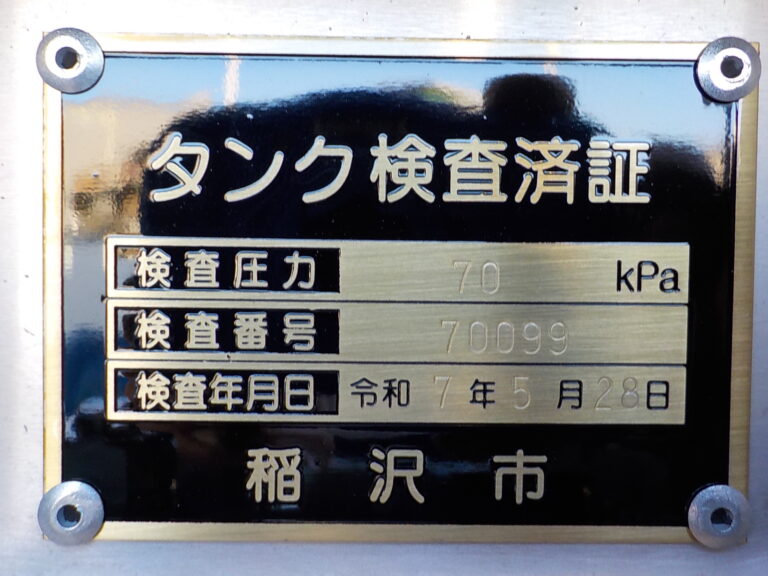 タンク検査済証
検査圧力 70 kPa
検査番号 70099
検査年月日 令和 7 年 5 月 28 日
稲沢市